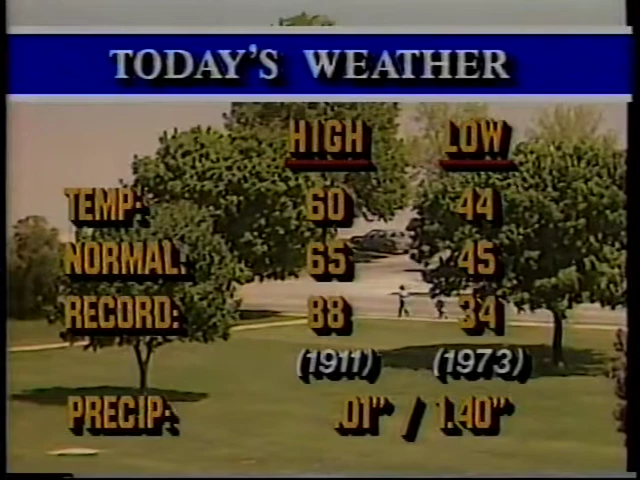 TODAY'S WEATHER
HIGH LOW
TEMP: 60 44
NORMAL: 65 45
RECORD: 88 34
(1911) (1973)
PRECIP: .01" / 1.40"